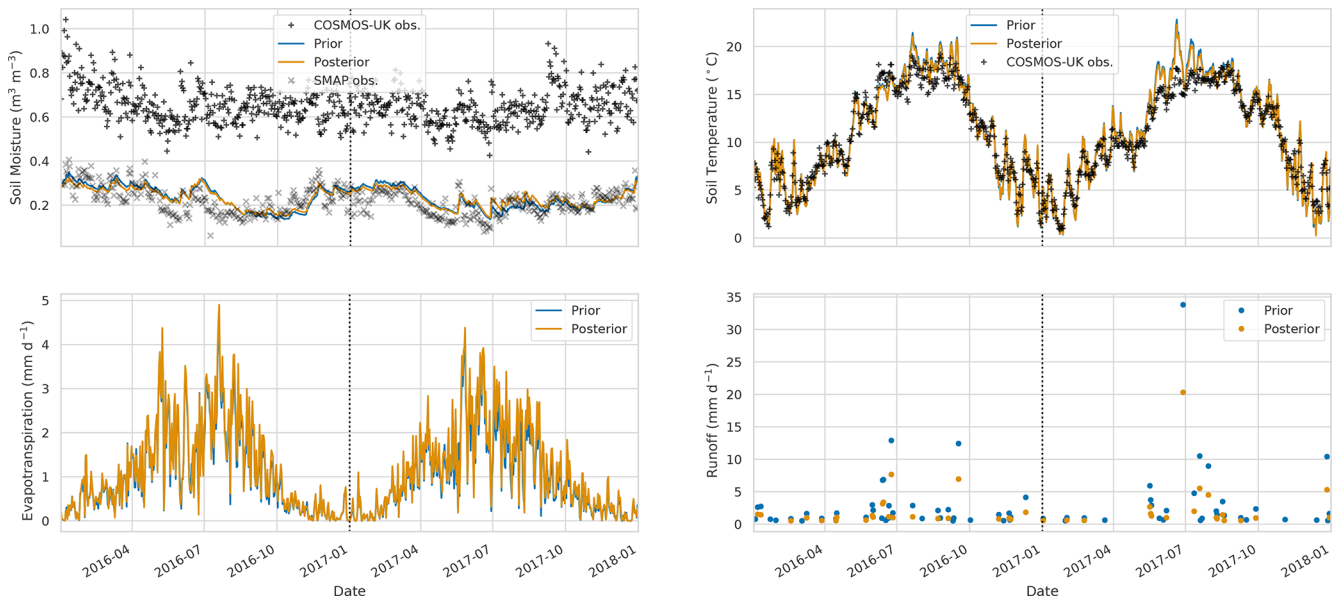 COSMOS-UK obs.
Prior
Posterior
SMAP obs.
1.0
0.8
0.6
0.4
0.2
Soil Moisture (m³ m⁻³)
Prior
Posterior
COSMOS-UK obs.
20
15
10
5
0
Soil Temperature (°C)
Prior
Posterior
5
4
3
2
1
0
Evapotranspiration (mm d⁻¹)
2016-04
2016-07
2016-10
2017-01
2017-04
2017-07
2017-10
2018-01
Date
Prior
Posterior
35
30
25
20
15
10
5
0
Runoff (mm d⁻¹)
2016-04
2016-07
2016-10
2017-01
2017-04
2017-07
2017-10
2018-01
Date